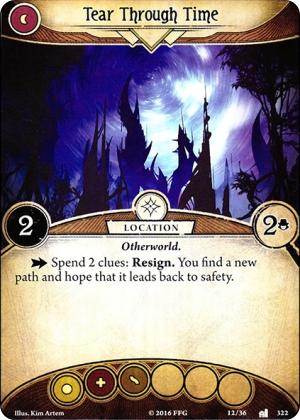 Tear Through Time
2
LOCATION
2
Otherworld.
Spend 2 clues: Resign. You find a new
path and hope that it leads back to safety.
Illus. Kim Artem
© 2016 FFG
12/36
322